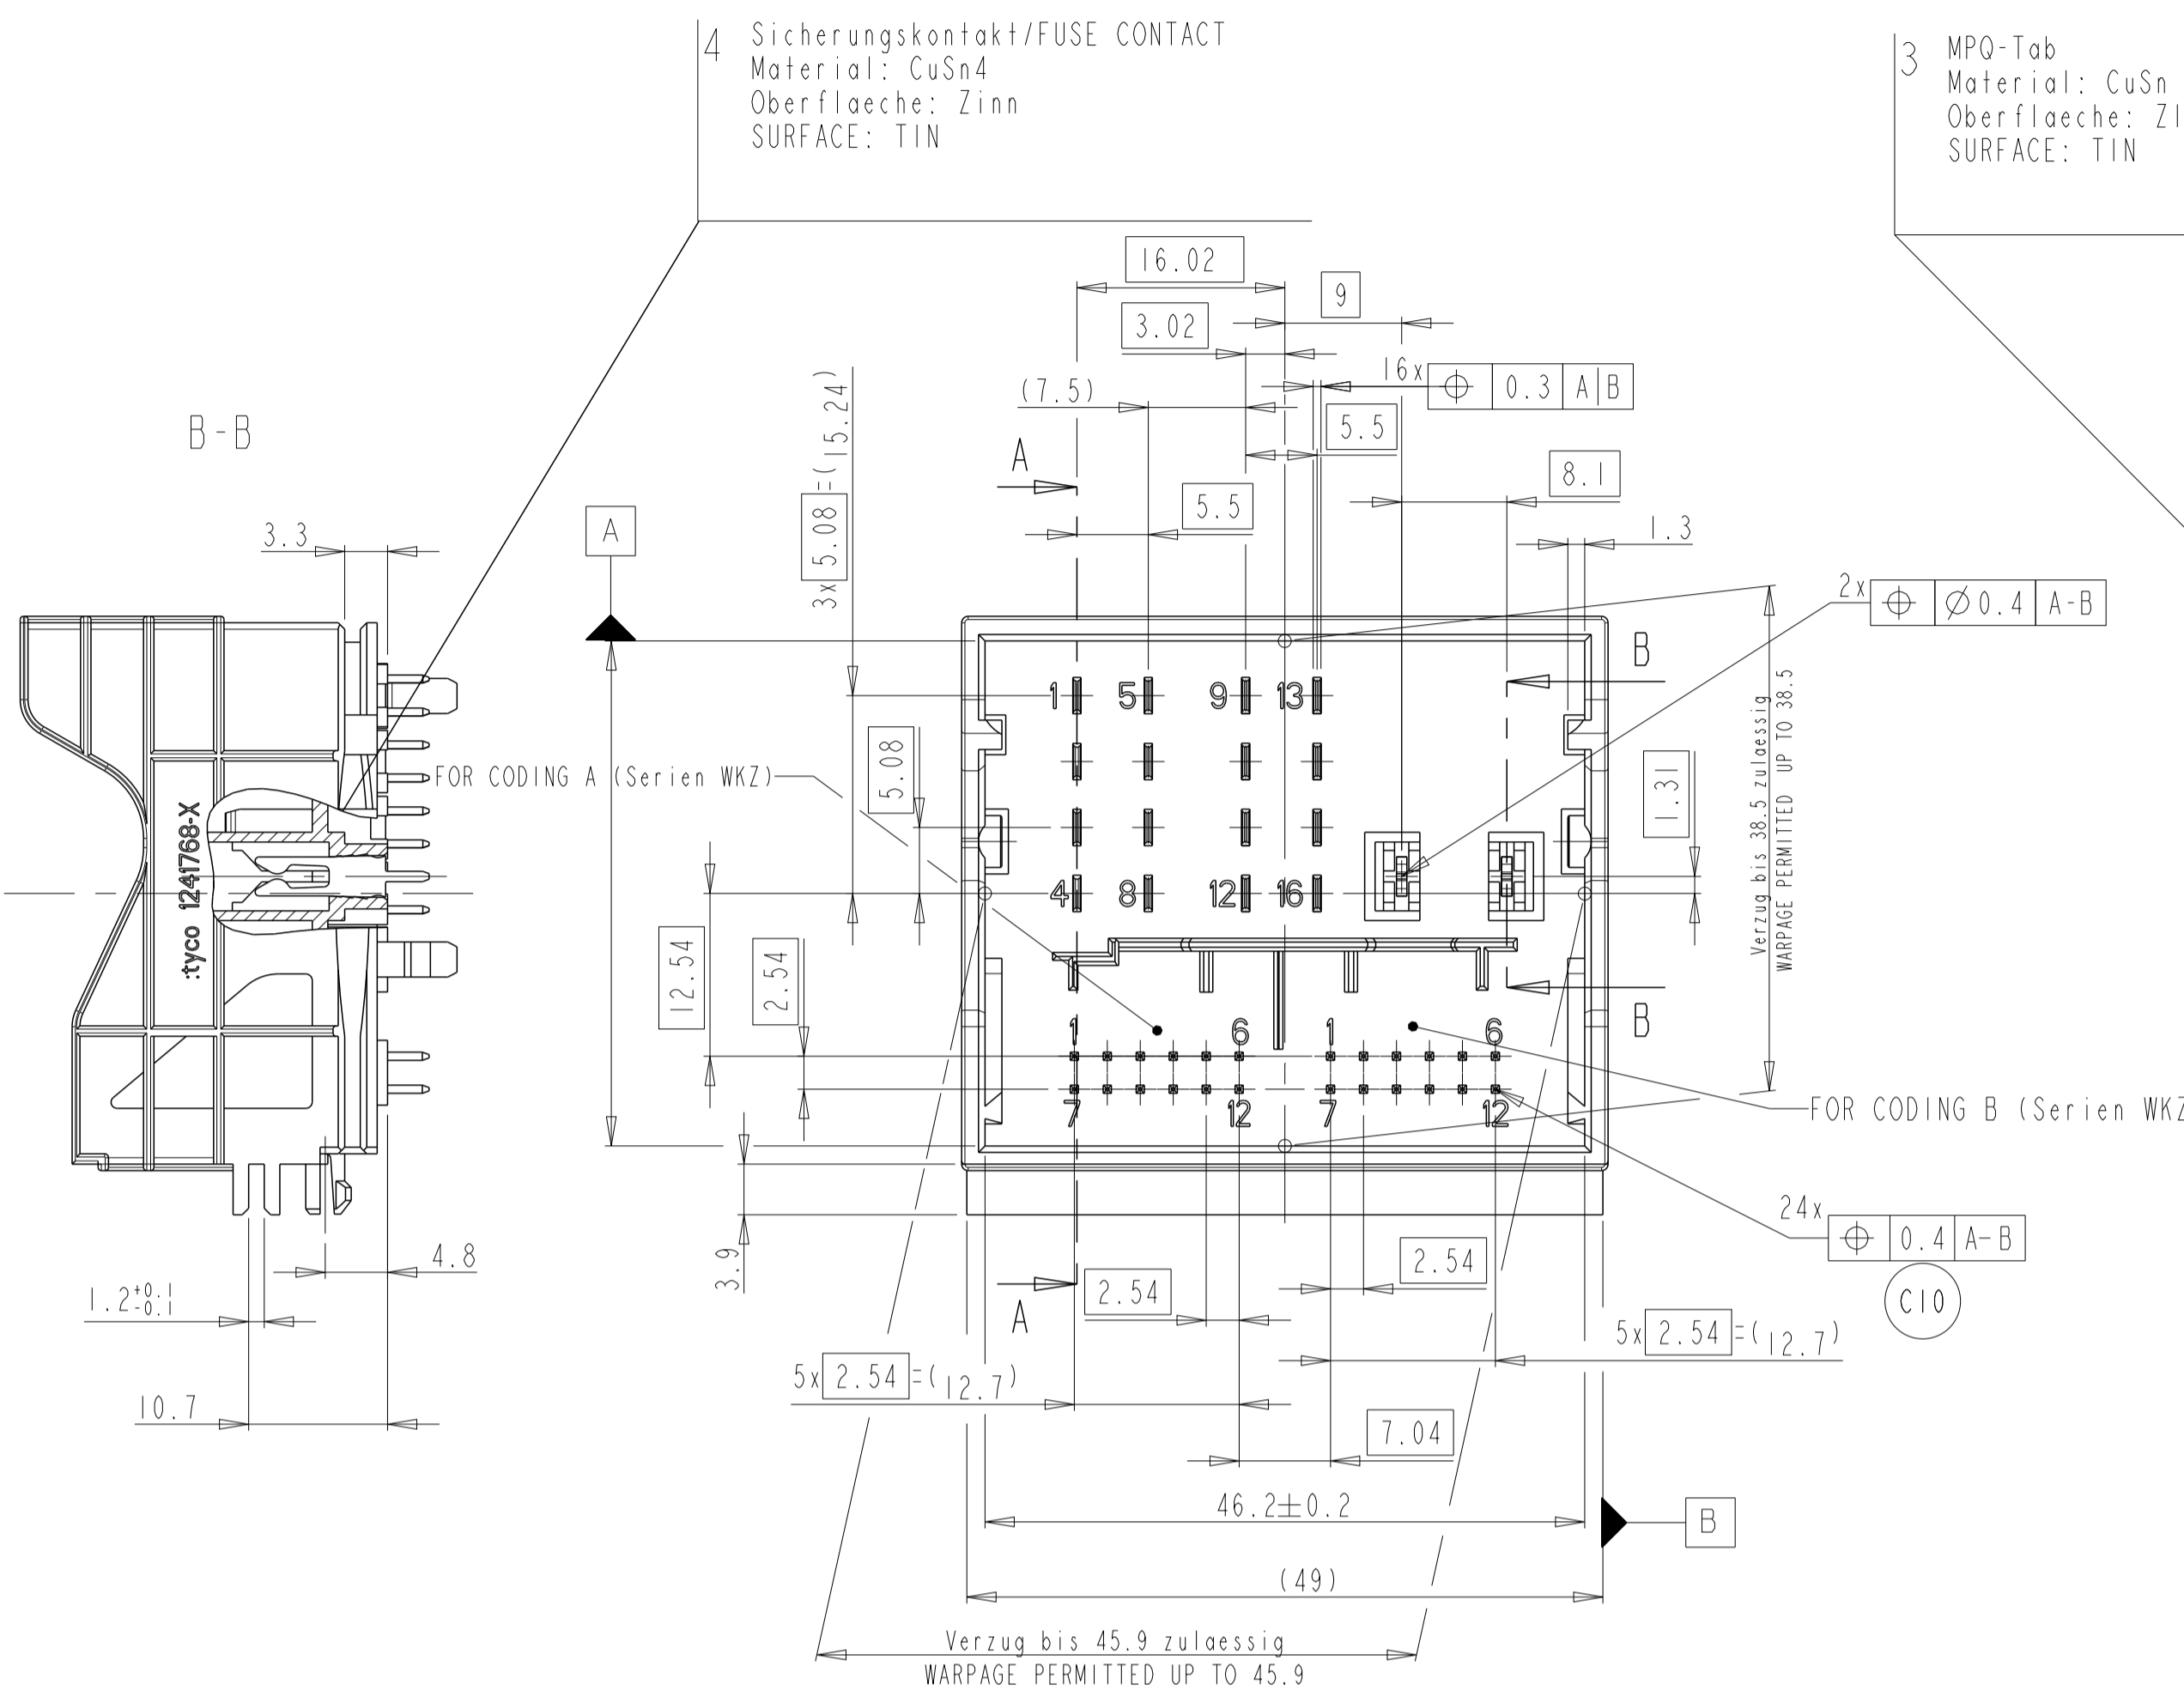 4
Sicherungskontakt/FUSE CONTACT
Material: CuSn4
Oberflaeche: Zinn
SURFACE: TIN
3
MPQ-Tab
Material: CuSn
Oberflaeche:
SURFACE: TIN
16.02
9
3.02
16x 0.3 A B
(7.5)
5.5
3x 5.08 =(15.24)
B-B
A
8.1
5.5
A
3.3
1.3
2x Ø0.4 A-B
B
1 5 9 13
5.08
FOR CODING A (Serien WKZ)
1.31
Verzug bis 38.5 zulaessig
WARPAGE PERMITTED UP TO 38.5
:tyco 1241768-X
4 8 12 16
12.54
2.54
B
1 6 1 6
7 12 7 12
FOR CODING B (Serien WKZ
24x 0.4 A-B
C10
3.9
4.8
2.54
2.54
1.2+0.1-0.1
A
5x 2.54 =(12.7)
5x 2.54 =(12.7)
10.7
7.04
46.2±0.2
B
(49)
Verzug bis 45.9 zulaessig
WARPAGE PERMITTED UP TO 45.9